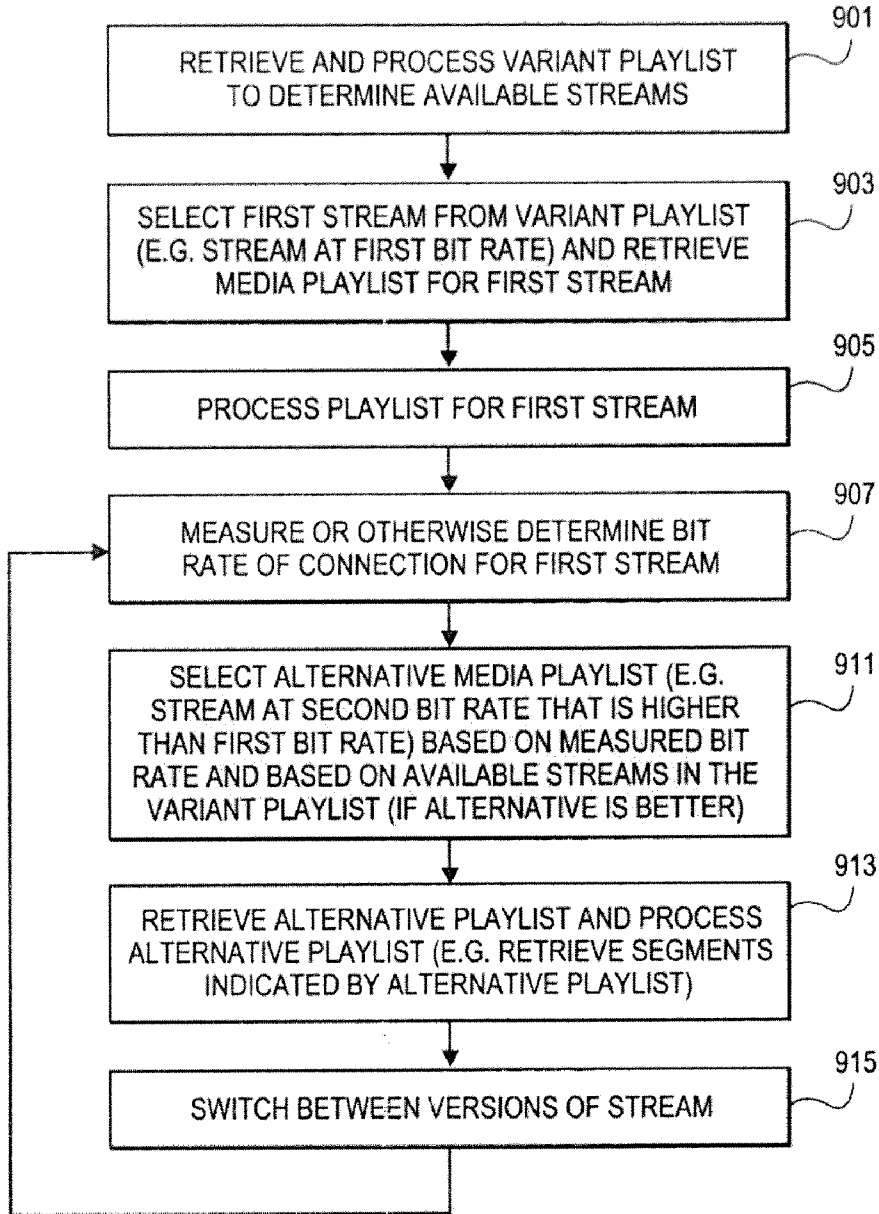 901
RETRIEVE AND PROCESS VARIANT PLAYLIST
TO DETERMINE AVAILABLE STREAMS
903
SELECT FIRST STREAM FROM VARIANT PLAYLIST
(E.G. STREAM AT FIRST BIT RATE) AND RETRIEVE
MEDIA PLAYLIST FOR FIRST STREAM
905
PROCESS PLAYLIST FOR FIRST STREAM
907
MEASURE OR OTHERWISE DETERMINE BIT
RATE OF CONNECTION FOR FIRST STREAM
911
SELECT ALTERNATIVE MEDIA PLAYLIST (E.G.
STREAM AT SECOND BIT RATE THAT IS HIGHER
THAN FIRST BIT RATE) BASED ON MEASURED BIT
RATE AND BASED ON AVAILABLE STREAMS IN THE
VARIANT PLAYLIST (IF ALTERNATIVE IS BETTER)
913
RETRIEVE ALTERNATIVE PLAYLIST AND PROCESS
ALTERNATIVE PLAYLIST (E.G. RETRIEVE SEGMENTS
INDICATED BY ALTERNATIVE PLAYLIST)
915
SWITCH BETWEEN VERSIONS OF STREAM